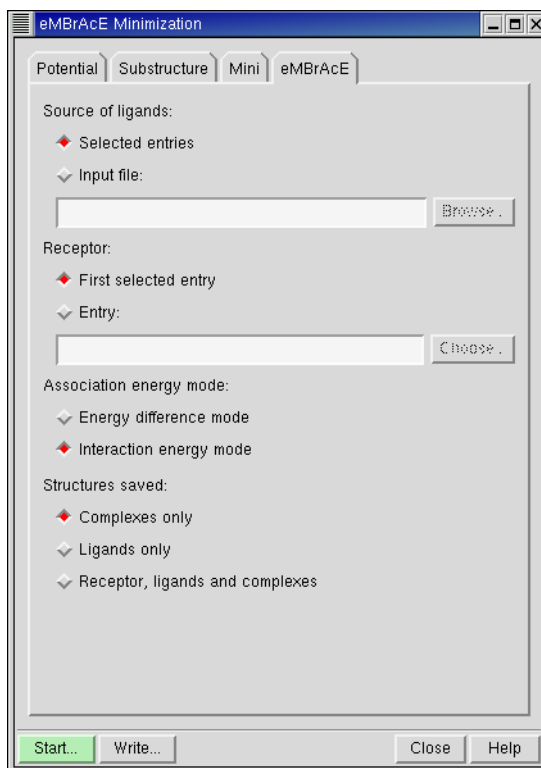 eMBrAcE Minimization
Potential Substructure Mini eMBrAcE
Source of ligands:
Selected entries
Input file:
Browse...
Receptor:
First selected entry
Entry:
Choose...
Association energy mode:
Energy difference mode
Interaction energy mode
Structures saved:
Complexes only
Ligands only
Receptor, ligands and complexes
Start... Write... Close Help